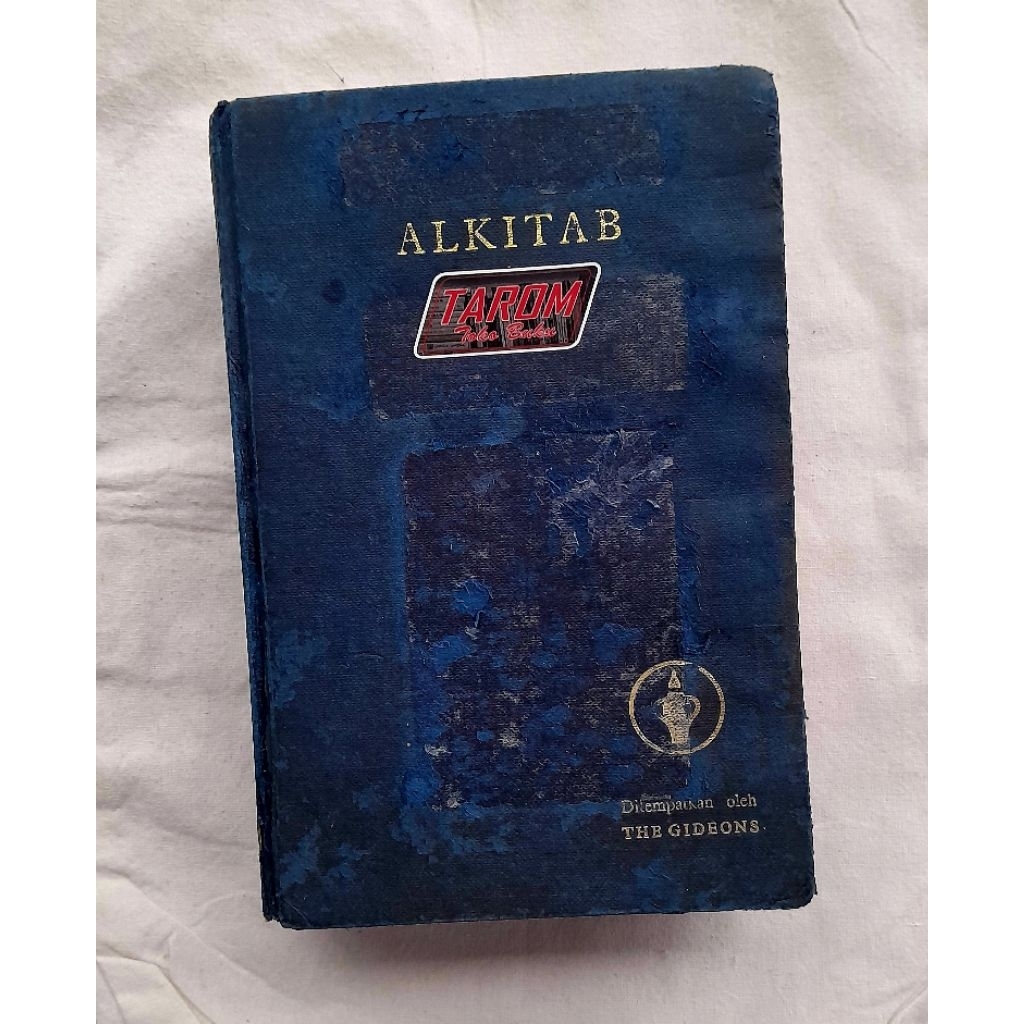 ALKITAB
TAROM
Toko Buku
Ditempatkan oleh
THE GIDEONS